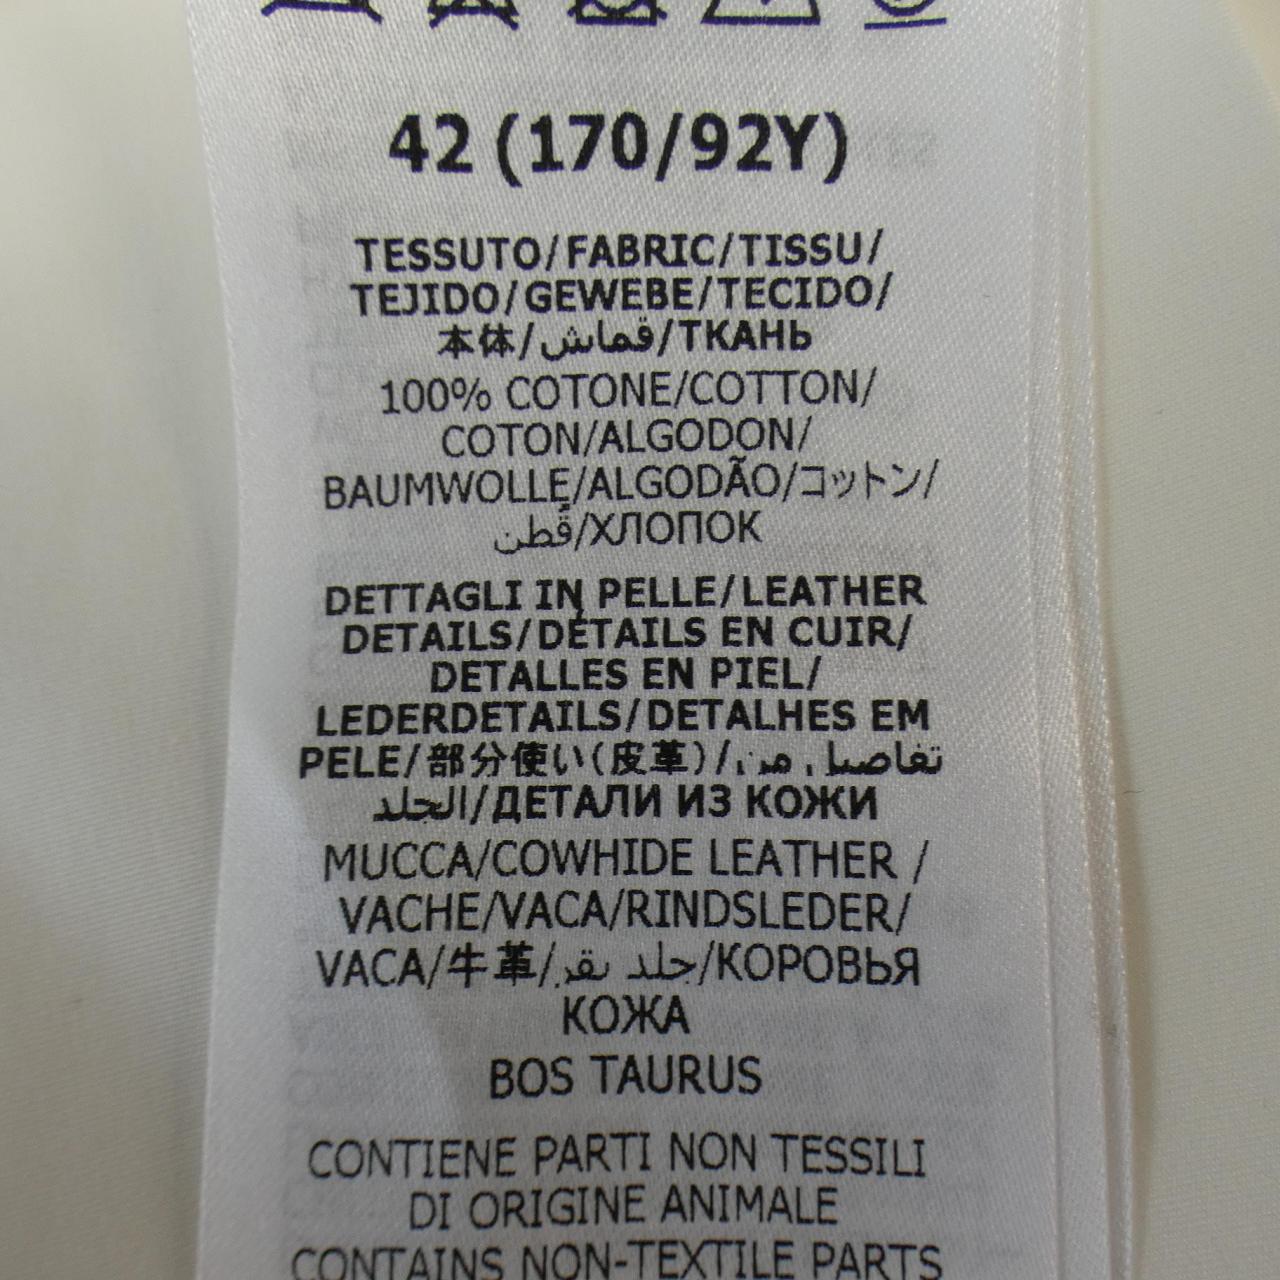 42 (170/92Y)
TESSUTO/FABRIC/TISSU/
TEJIDO/GEWEBE/TECIDO/
本体/قماش/ТКАНЬ
100% COTONE/COTTON/
COTON/ALGODON/
BAUMWOLLE/ALGODÃO/コットン/
قُطن/ХЛОПОК
DETTAGLI IN PELLE/LEATHER
DETAILS/DÉTAILS EN CUIR/
DETALLES EN PIEL/
LEDERDETAILS/DETALHES EM
PELE/部分使い(皮革)/تفاصيل من
الجلد/ДЕТАЛИ ИЗ КОЖИ
MUCCA/COWHIDE LEATHER /
VACHE/VACA/RINDSLEDER/
VACA/牛革/جلد بقر/КОРОВЬЯ
КОЖА
BOS TAURUS
CONTIENE PARTI NON TESSILI
DI ORIGINE ANIMALE
CONTAINS NON-TEXTILE PARTS